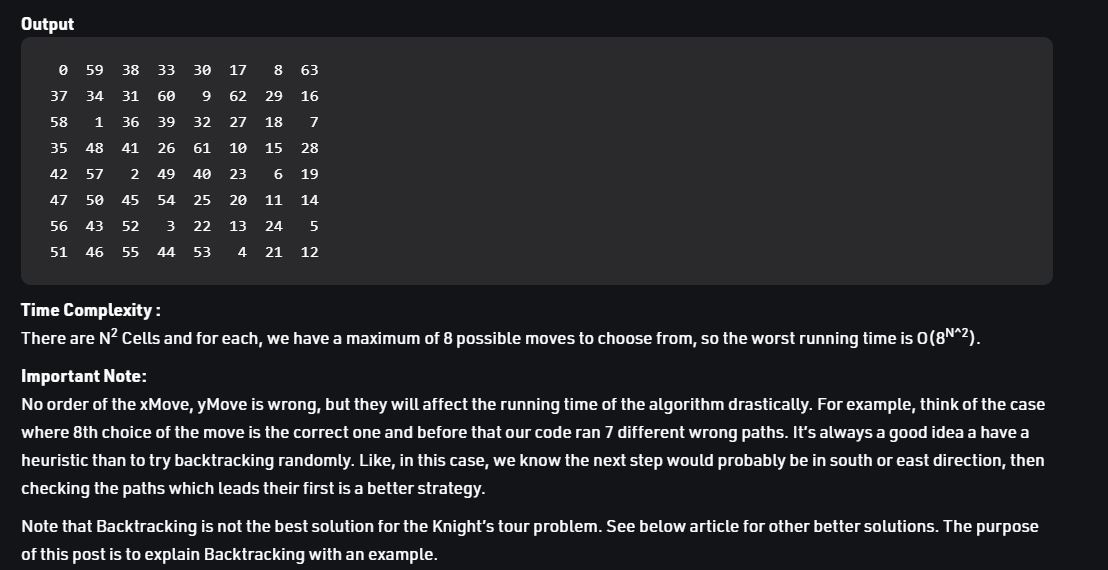 Output
0 59 38 33 30 17 8 63
37 34 31 60 9 62 29 16
58 1 36 39 32 27 18 7
35 48 41 26 61 10 15 28
42 57 2 49 40 23 6 19
47 50 45 54 25 20 11 14
56 43 52 3 22 13 24 5
51 46 55 44 53 4 21 12
Time Complexity :
There are N² Cells and for each, we have a maximum of 8 possible moves to choose from, so the worst running time is O(8^N^2).
Important Note:
No order of the xMove, yMove is wrong, but they will affect the running time of the algorithm drastically. For example, think of the case
where 8th choice of the move is the correct one and before that our code ran 7 different wrong paths. It's always a good idea a have a
heuristic than to try backtracking randomly. Like, in this case, we know the next step would probably be in south or east direction, then
checking the paths which leads their first is a better strategy.
Note that Backtracking is not the best solution for the Knight's tour problem. See below article for other better solutions. The purpose
of this post is to explain Backtracking with an example.